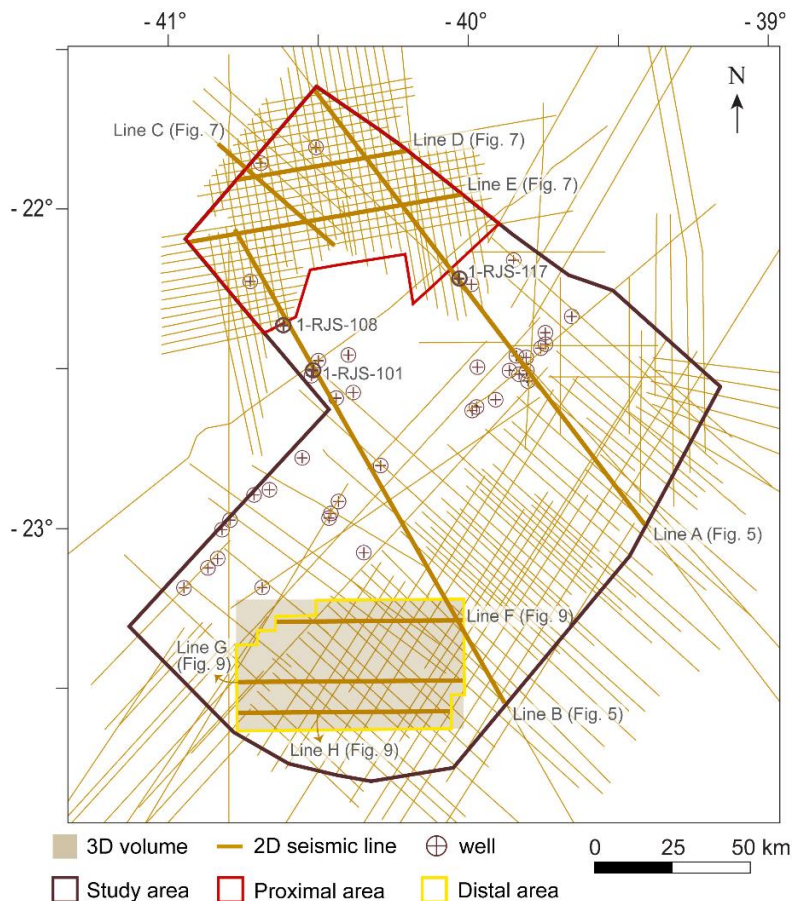 - 41° - 40° - 39°
N
Line C (Fig. 7)
Line D (Fig. 7)
Line E (Fig. 7)
- 22°
1-RJS-117
1-RJS-108
1-RJS-101
- 23°
Line A (Fig. 5)
Line F (Fig. 9)
Line G
(Fig. 9)
Line B (Fig. 5)
Line H (Fig. 9)
3D volume 2D seismic line well
0 25 50 km
Study area Proximal area Distal area